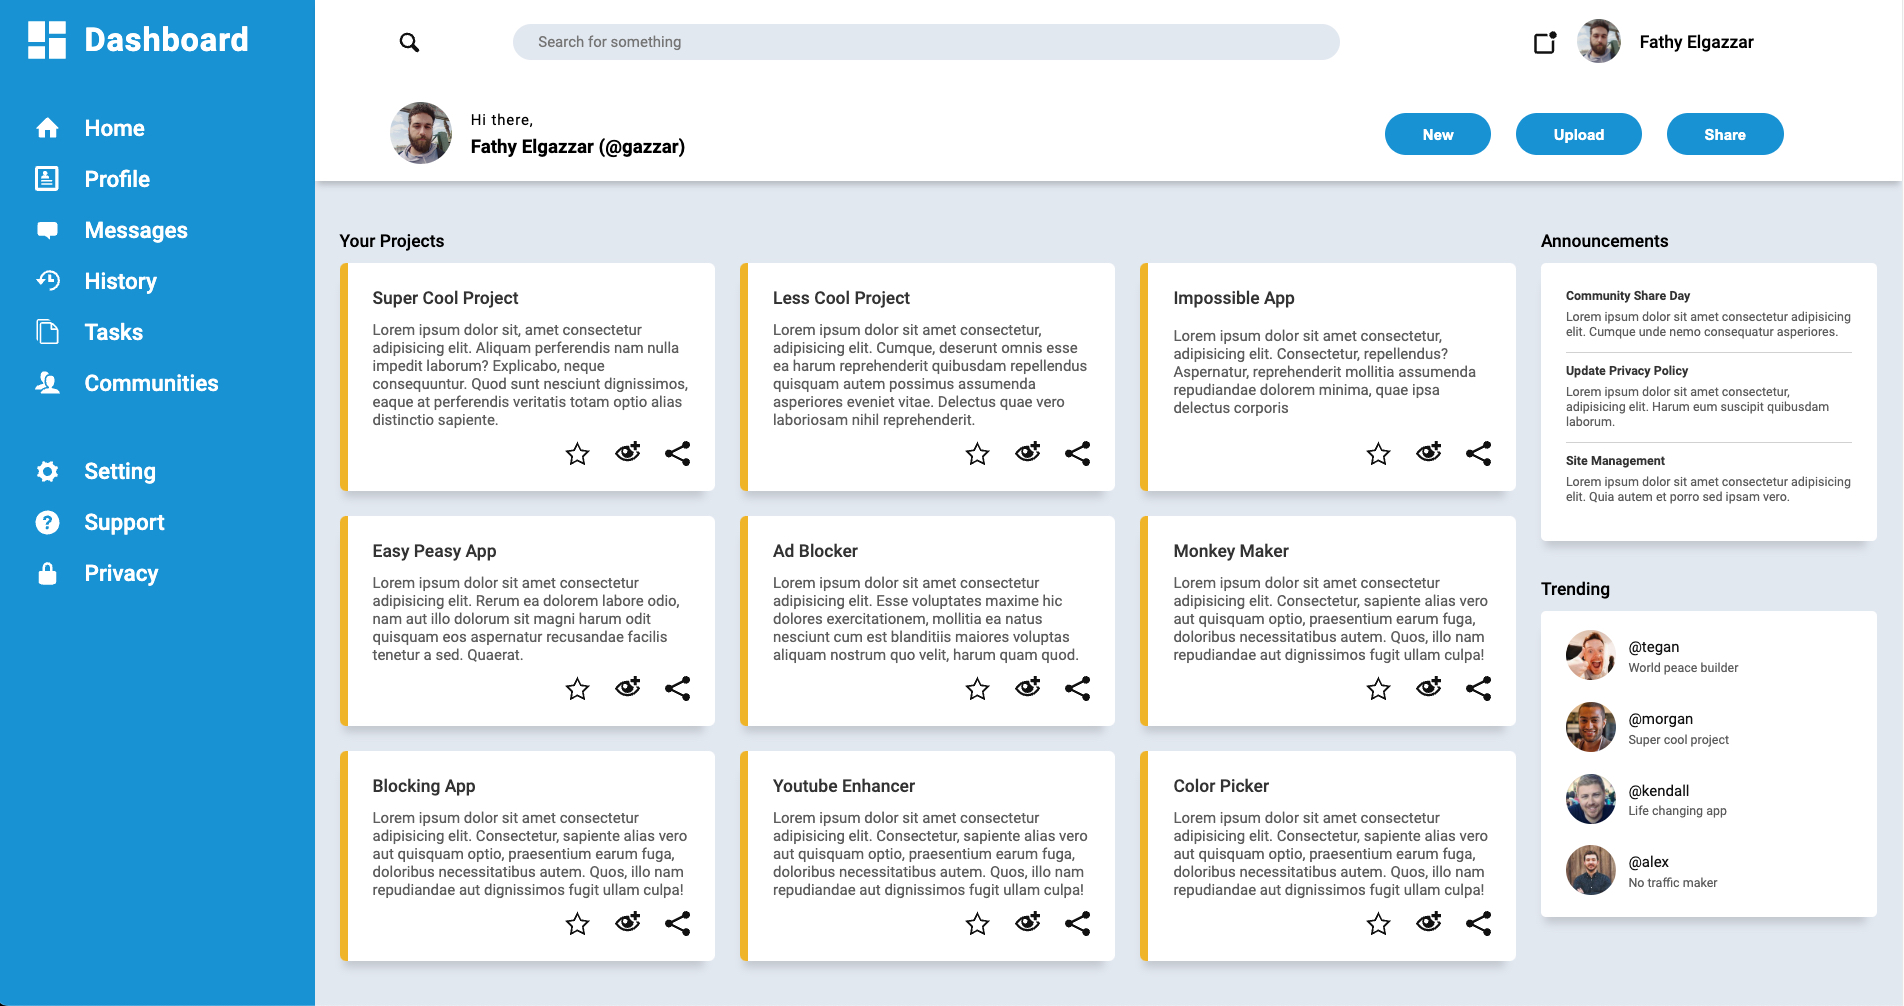 Dashboard
Home
Profile
Messages
History
Tasks
Communities
Setting
Support
Privacy
Search for something
Fathy Elgazzar
Hi there,
Fathy Elgazzar (@gazzar)
New
Upload
Share
Your Projects
Super Cool Project
Lorem ipsum dolor sit, amet consectetur
adipisicing elit. Aliquam perferendis nam nulla
impedit laborum? Explicabo, neque
consequuntur. Quod sunt nesciunt dignissimos,
eaque at perferendis veritatis totam optio alias
distinctio sapiente.
Less Cool Project
Lorem ipsum dolor sit amet consectetur,
adipisicing elit. Cumque, deserunt omnis esse
ea harum reprehenderit quibusdam repellendus
quisquam autem possimus assumenda
asperiores eveniet vitae. Delectus quae vero
laboriosam nihil reprehenderit.
Impossible App
Lorem ipsum dolor sit amet consectetur,
adipisicing elit. Consectetur, repellendus?
Aspernatur, reprehenderit mollitia assumenda
repudiandae dolorem minima, quae ipsa
delectus corporis
Easy Peasy App
Lorem ipsum dolor sit amet consectetur
adipisicing elit. Rerum ea dolorem labore odio,
nam aut illo dolorum sit magni harum odit
quisquam eos aspernatur recusandae facilis
tenetur a sed. Quaerat.
Ad Blocker
Lorem ipsum dolor sit amet consectetur
adipisicing elit. Esse voluptates maxime hic
dolores exercitationem, mollitia ea natus
nesciunt cum est blanditiis maiores voluptas
aliquam nostrum quo velit, harum quam quod.
Monkey Maker
Lorem ipsum dolor sit amet consectetur
adipisicing elit. Consectetur, sapiente alias vero
aut quisquam optio, praesentium earum fuga,
doloribus necessitatibus autem. Quos, illo nam
repudiandae aut dignissimos fugit ullam culpa!
Blocking App
Lorem ipsum dolor sit amet consectetur
adipisicing elit. Consectetur, sapiente alias vero
aut quisquam optio, praesentium earum fuga,
doloribus necessitatibus autem. Quos, illo nam
repudiandae aut dignissimos fugit ullam culpa!
Youtube Enhancer
Lorem ipsum dolor sit amet consectetur
adipisicing elit. Consectetur, sapiente alias vero
aut quisquam optio, praesentium earum fuga,
doloribus necessitatibus autem. Quos, illo nam
repudiandae aut dignissimos fugit ullam culpa!
Color Picker
Lorem ipsum dolor sit amet consectetur
adipisicing elit. Consectetur, sapiente alias vero
aut quisquam optio, praesentium earum fuga,
doloribus necessitatibus autem. Quos, illo nam
repudiandae aut dignissimos fugit ullam culpa!
Announcements
Community Share Day
Lorem ipsum dolor sit amet consectetur adipisicing
elit. Cumque unde nemo consequatur asperiores.
Update Privacy Policy
Lorem ipsum dolor sit amet consectetur,
adipisicing elit. Harum eum suscipit quibusdam
laborum.
Site Management
Lorem ipsum dolor sit amet consectetur adipisicing
elit. Quia autem et porro sed ipsam vero.
Trending
@tegan
World peace builder
@morgan
Super cool project
@kendall
Life changing app
@alex
No traffic maker